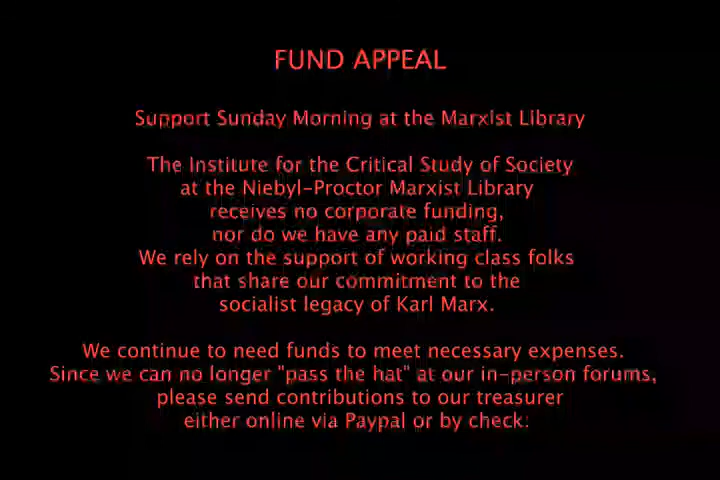 FUND APPEAL
Support Sunday Morning at the Marxist Library
The Institute for the Critical Study of Society
at the Niebyl-Proctor Marxist Library
receives no corporate funding,
nor do we have any paid staff.
We rely on the support of working class folks
that share our commitment to the
socialist legacy of Karl Marx.
We continue to need funds to meet necessary expenses.
Since we can no longer "pass the hat" at our in-person forums,
please send contributions to our treasurer
either online via Paypal or by check: